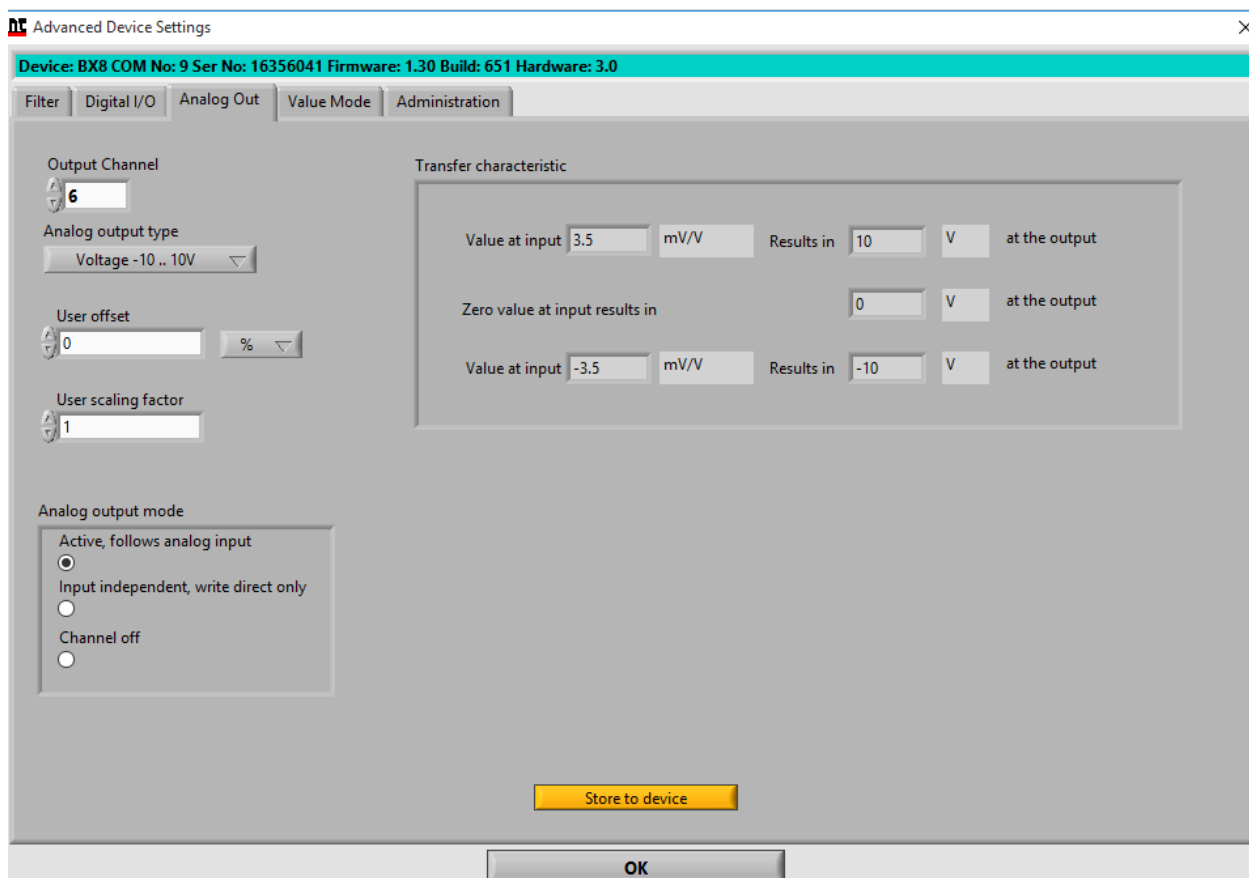 Advanced Device Settings
Device: BX8 COM No: 9 Ser No: 16356041 Firmware: 1.30 Build: 651 Hardware: 3.0
Filter Digital I/O Analog Out Value Mode Administration
Output Channel
6
Analog output type
Voltage -10 .. 10V
User offset
0 %
User scaling factor
1
Analog output mode
Active, follows analog input
Input independent, write direct only
Channel off
Transfer characteristic
Value at input 3.5 mV/V Results in 10 V at the output
Zero value at input results in 0 V at the output
Value at input -3.5 mV/V Results in -10 V at the output
Store to device
OK